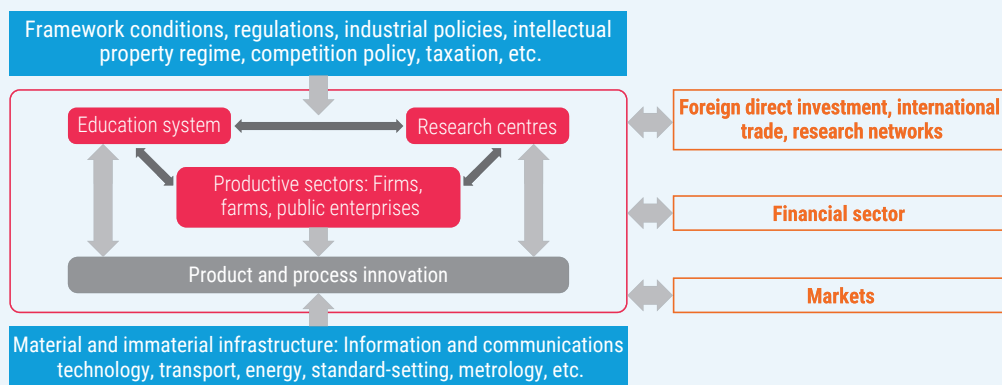 Framework conditions, regulations, industrial policies, intellectual
property regime, competition policy, taxation, etc.
Education system
Research centres
Productive sectors: Firms,
farms, public enterprises
Product and process innovation
Material and immaterial infrastructure: Information and communications
technology, transport, energy, standard-setting, metrology, etc.
Foreign direct investment, international
trade, research networks
Financial sector
Markets